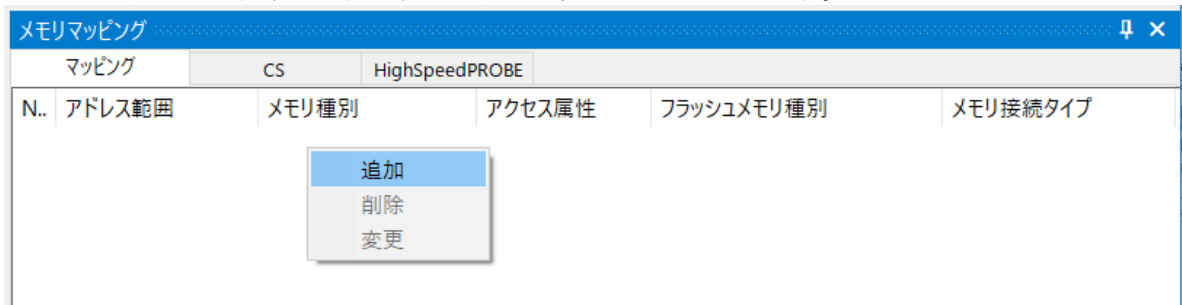 メモリマッピング
マッピング CS HighSpeedPROBE
N.. アドレス範囲 メモリ種別 アクセス属性 フラッシュメモリ種別 メモリ接続タイプ
追加
削除
変更